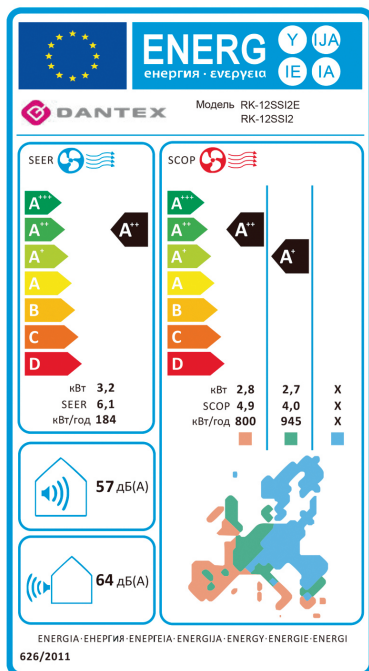 ENERG Y IJA
енергия · ενεργεια IE IA
DANTEX
Модель RK-12SSI2E
RK-12SSI2
SEER
A+++
A++
A+
A
B
C
D
A++
кВт 3,2
SEER 6,1
кВт/год 184
SCOP
A+++
A++
A+
A
B
C
D
A++
A+
кВт 2,8 2,7 X
SCOP 4,9 4,0 X
кВт/год 800 945 X
57 дБ(A)
64 дБ(A)
ENERGIA·ЕНЕРГИЯ·ΕΝΕΡΓΕΙΑ·ENERGIJA·ENERGY·ENERGIE·ENERGI
626/2011